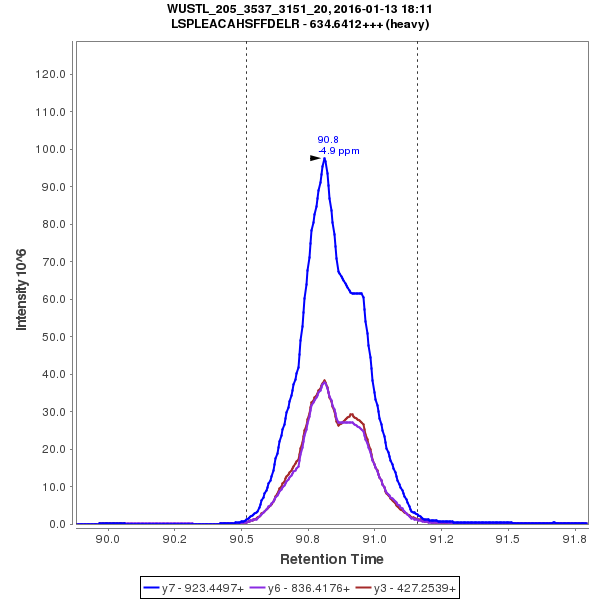 WUSTL_205_3537_3151_20, 2016-01-13 18:11
LSPLEACAHSFFDELR - 634.6412+++ (heavy)
Intensity 10^6
120.0
110.0
100.0
90.0
80.0
70.0
60.0
50.0
40.0
30.0
20.0
10.0
0.0
90.8
-4.9 ppm
90.0
90.2
90.5
90.8
91.0
91.2
91.5
91.8
Retention Time
y7 - 923.4497+
y6 - 836.4176+
y3 - 427.2539+